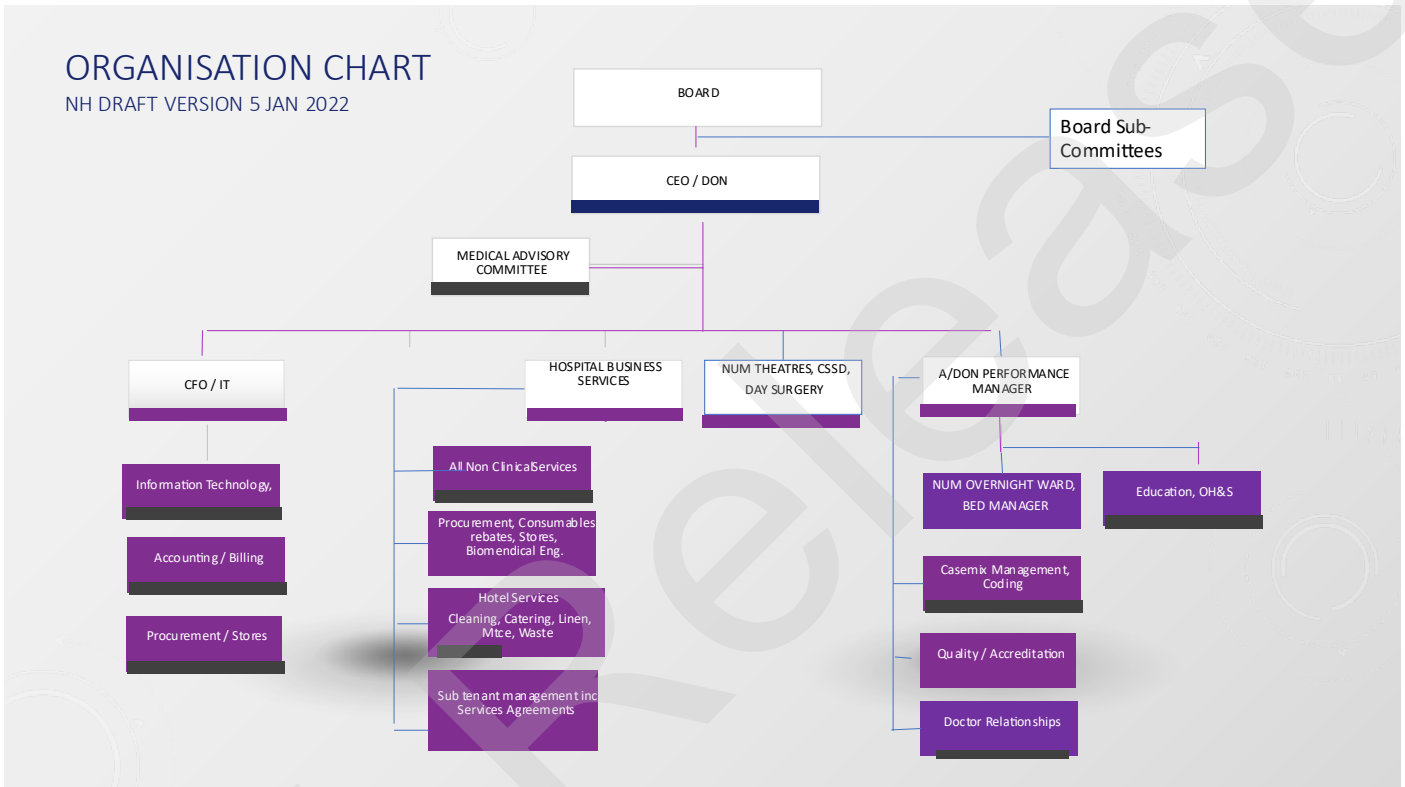 ORGANISATION CHART
NH DRAFT VERSION 5 JAN 2022
BOARD
Board Sub-
Committees
CEO / DON
MEDICAL ADVISORY
COMMITTEE
CFO / IT
HOSPITAL BUSINESS
SERVICES
NUM THEATRES, CSSD,
DAY SURGERY
A/DON PERFORMANCE
MANAGER
Information Technology,
Accounting / Billing
Procurement / Stores
All Non ClinicalServices
Procurement, Consumables
rebates, Stores,
Biomendical Eng.
Hotel Services
Cleaning, Catering, Linen,
Mtce, Waste
Sub tenant management inc
Services Agreements
NUM OVERNIGHT WARD,
BED MANAGER
Education, OH&S
Casemix Management,
Coding
Quality / Accreditation
Doctor Relationships
Release